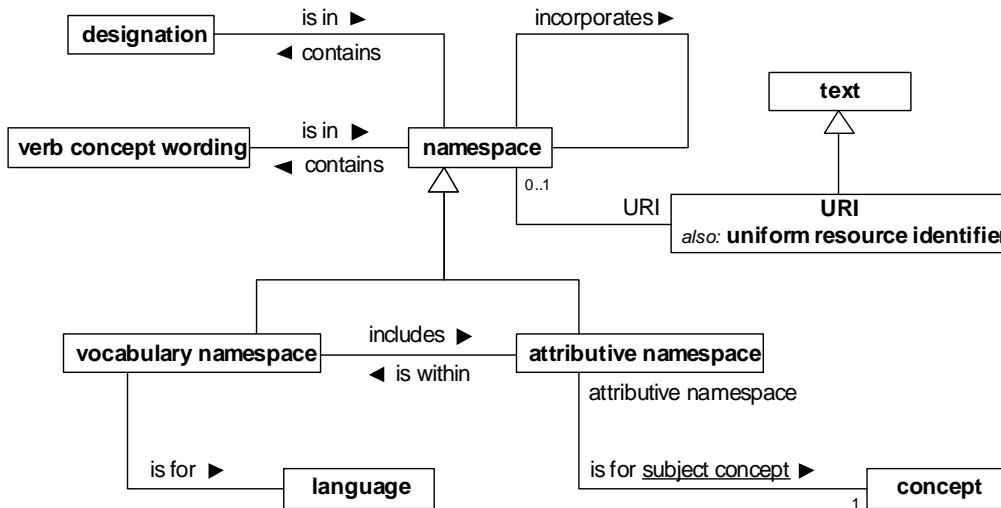 is in ►
incorporates ►
designation
◄ contains
text
is in ►
verb concept wording
namespace
◄ contains
0..1
URI
URI
also: uniform resource identifier
includes ►
vocabulary namespace
attributive namespace
◄ is within
attributive namespace
is for ►
is for subject concept ►
language
concept
1